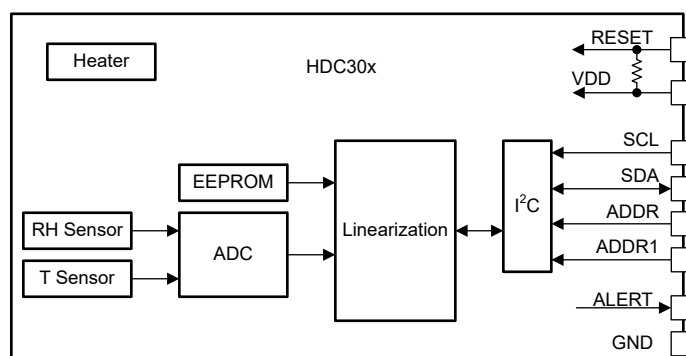 RESET
Heater
HDC30x
VDD
SCL
EEPROM
SDA
I²C
RH Sensor
ADDR
Linearization
ADC
ADDR1
T Sensor
ALERT
GND